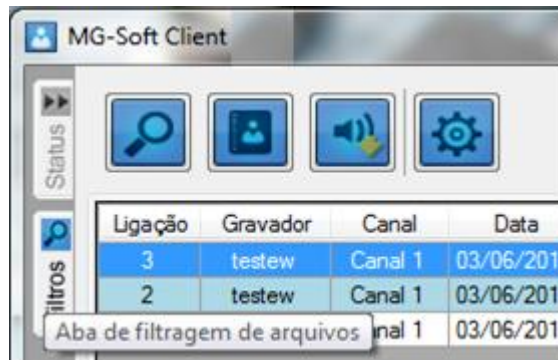 MG-Soft Client
Status
Filtros
Ligação Gravador Canal Data
3 testew Canal 1 03/06/201
2 testew Canal 1 03/06/201
nal 1 03/06/201
Aba de filtragem de arquivos